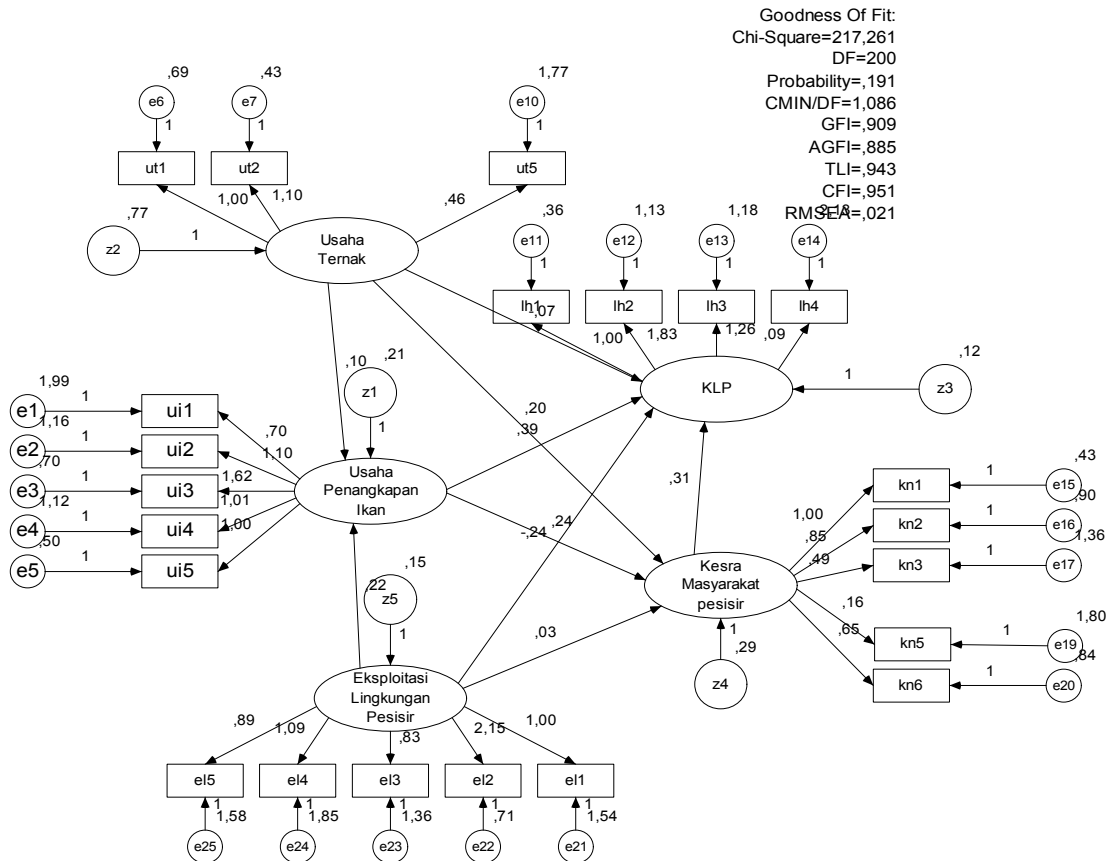 Goodness Of Fit:
Chi-Square=217,261
DF=200
Probability=,191
CMIN/DF=1,086
GFI=,909
AGFI=,885
TLI=,943
CFI=,951
RMSEA=,021
,69
,43
1,77
e6
e7
e10
1
1
1
ut1
ut2
ut5
1,00
1,10
,46
,77
z2
1
Usaha
Ternak
,36
1,13
1,18
e11
e12
e13
e14
1
1
1
1
lh1
lh2
lh3
lh4
-,07
1,00
1,83
1,26
,09
KLP
1
z3
,12
,10
,21
z1
1
,20
,39
1,99
e1
1
ui1
,70
1,16
e2
1
ui2
1,10
,70
e3
1
ui3
1,62
1,12
e4
1
ui4
1,01
,50
e5
1
ui5
1,00
Usaha
Penangkapan
Ikan
,31
-,24
,24
,22
,15
z5
1
,03
Kesra
Masyarakat
pesisir
1
,29
z4
1,00
kn1
1
e15
,43
,85
kn2
1
e16
,90
,49
kn3
1
e17
1,36
,16
kn5
1
e19
1,80
,65
kn6
1
e20
,84
Eksploitasi
Lingkungan
Pesisir
,89
1,09
,83
2,15
1,00
el5
el4
el3
el2
el1
1
1
1
1
1
1,58
1,85
1,36
,71
1,54
e25
e24
e23
e22
e21